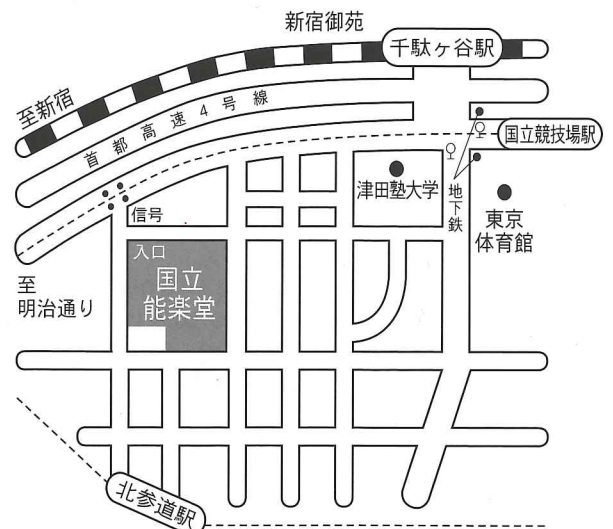 新宿御苑
千駄ヶ谷駅
至新宿
首都高速4号線
国立競技場駅
津田塾大学
地下鉄
東京
体育館
信号
入口
国立
能楽堂
至
明治通り
北参道駅